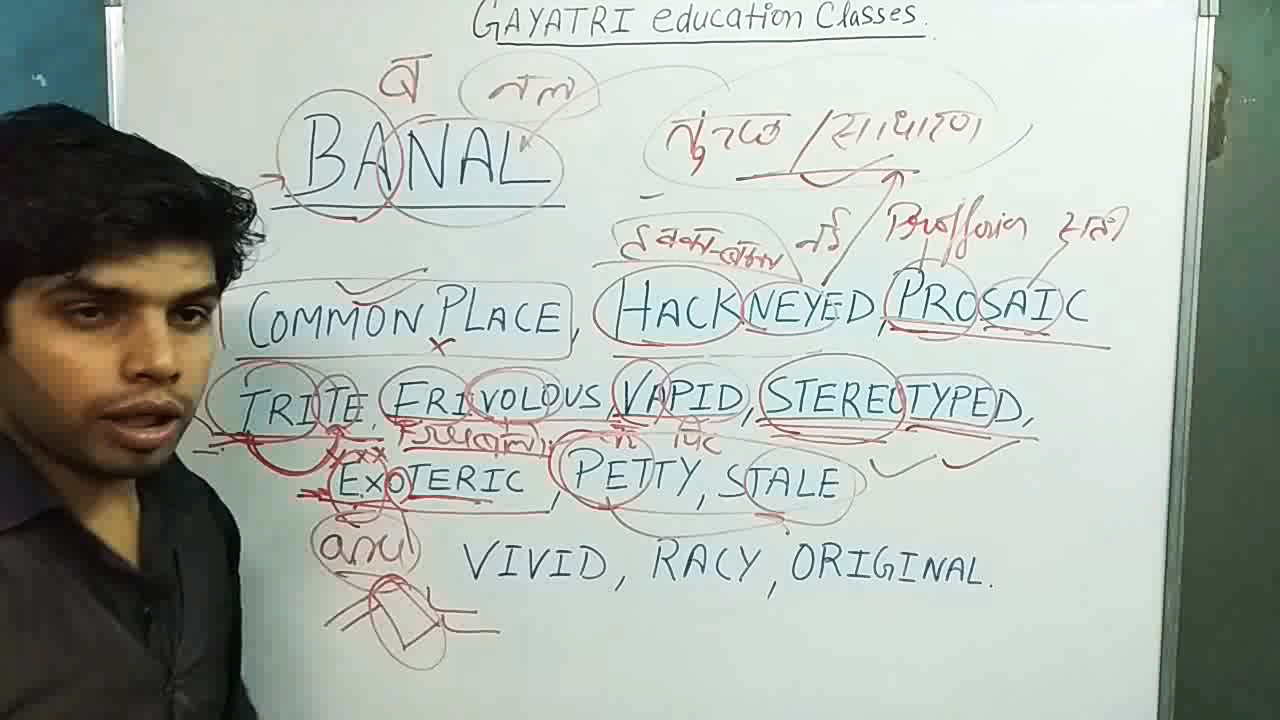 GAYATRI education Classes.
ब नल
BANAL
/साधारण
नई
COMMON PLACE, HACKNEYED, PROSAIC
TRITE, FRIVOLOUS, VAPID, STEREOTYPED,
EXOTERIC, PETTY, STALE
VIVID, RACY, ORIGINAL.